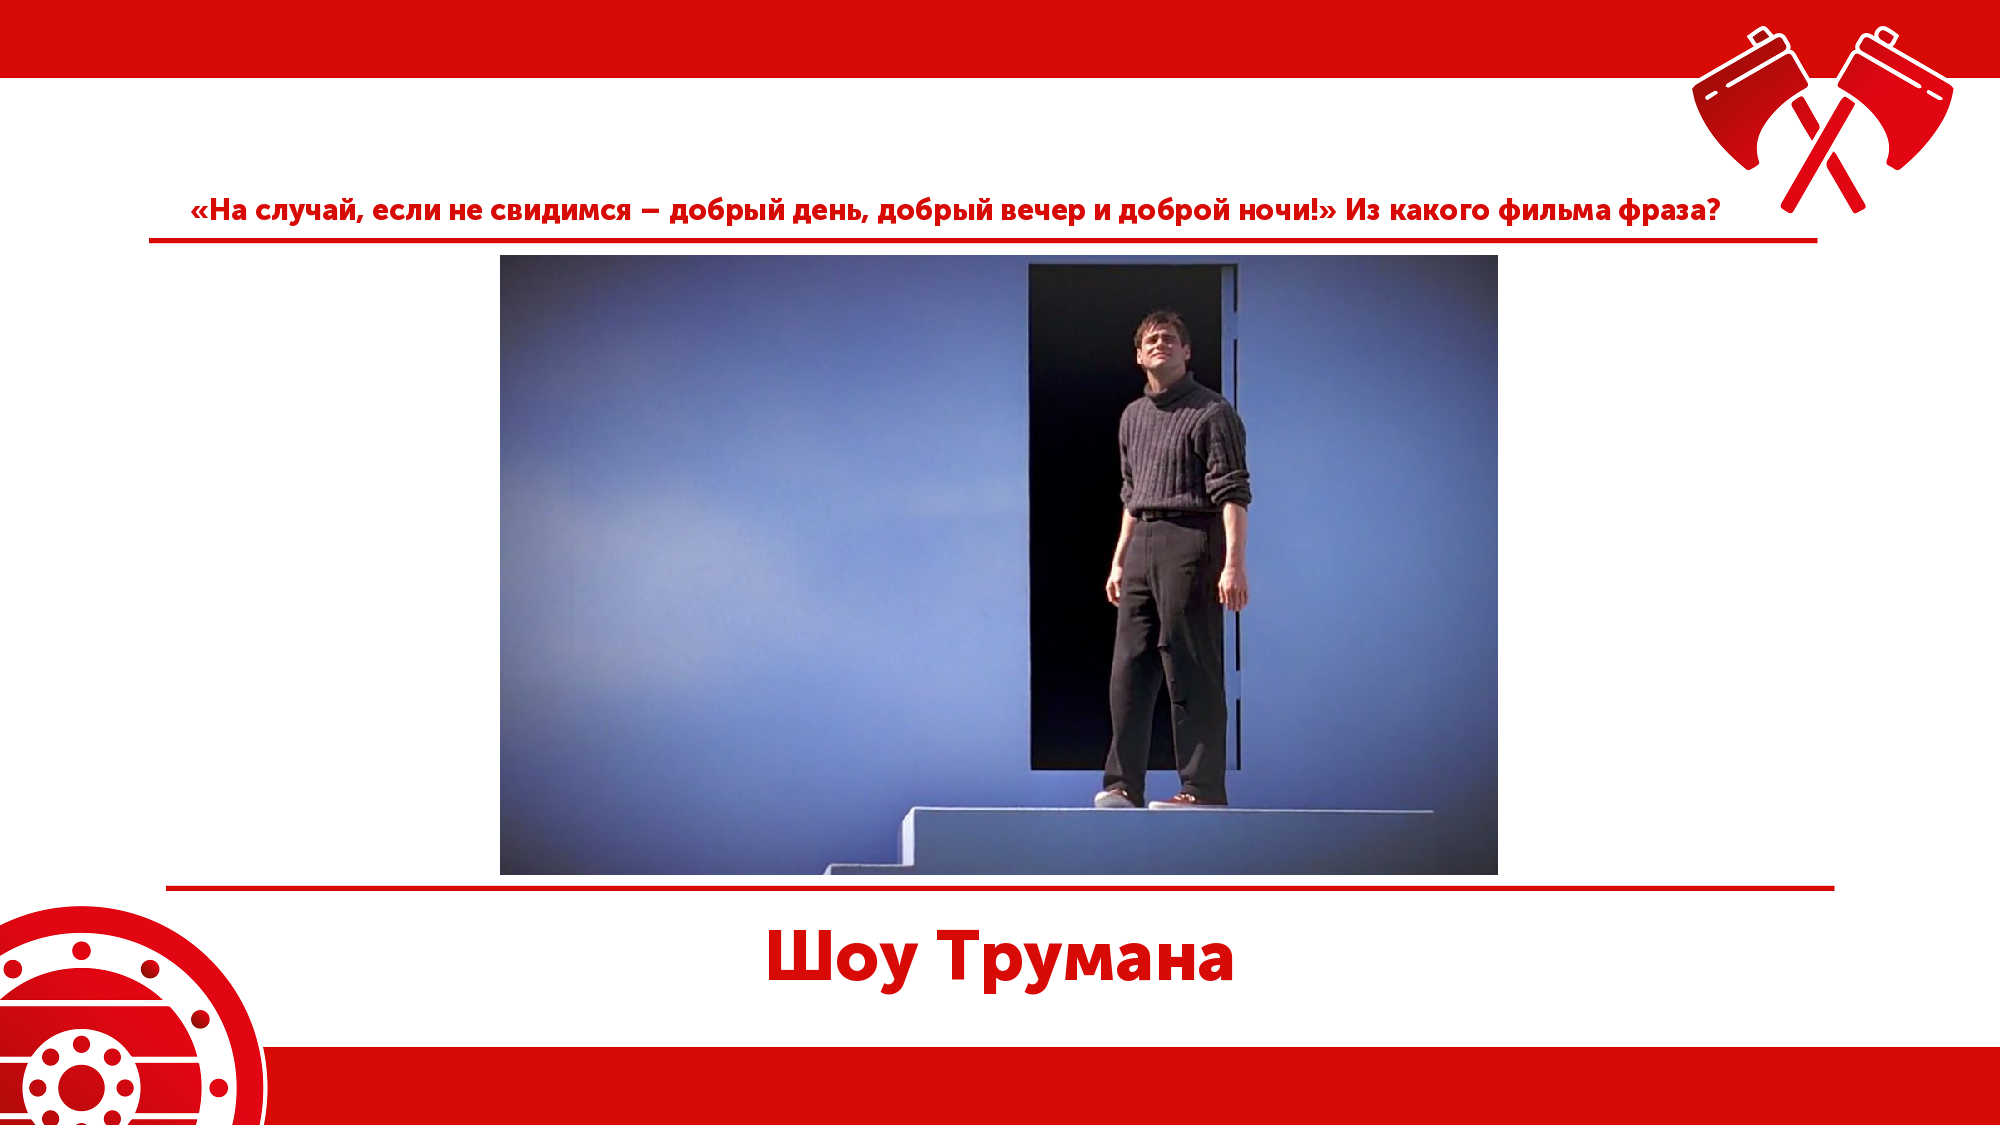 «На случай, если не свидимся – добрый день, добрый вечер и доброй ночи!» Из какого фильма фраза?
Шоу Трумана